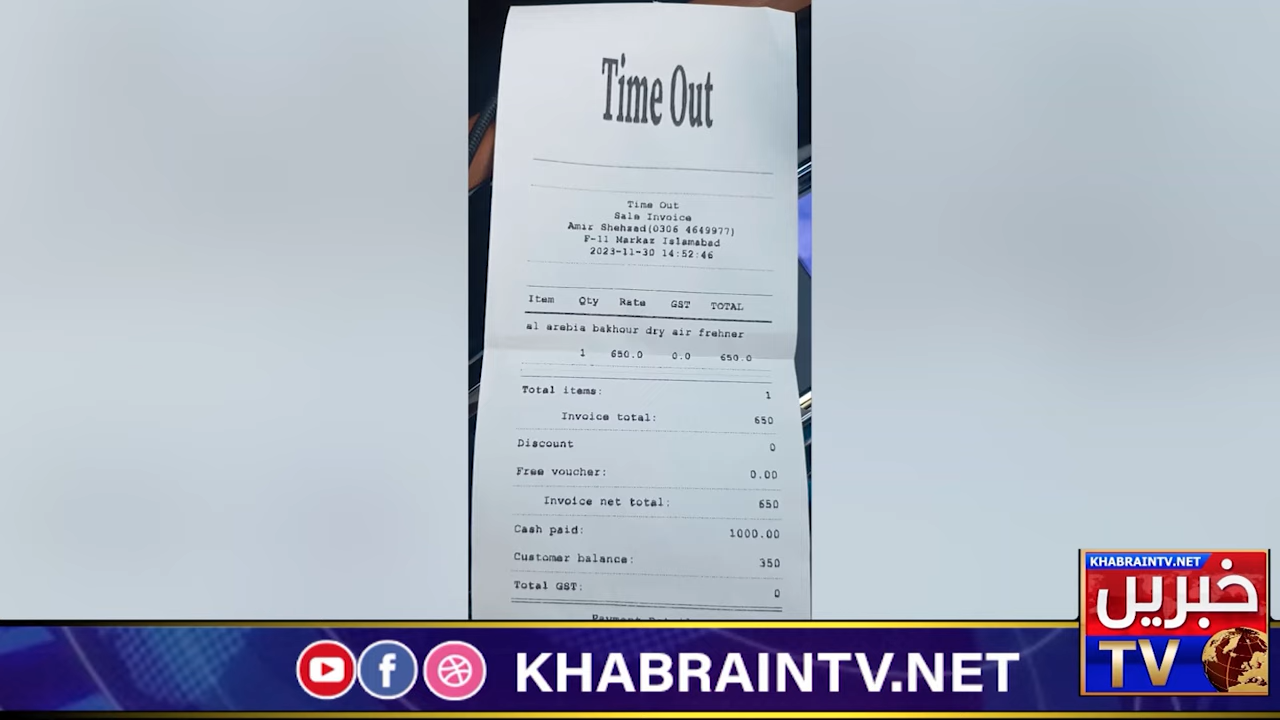 Time Out
Time Out
Sale Invoice
Amir Shehzad(0306 4649977)
F-11 Markaz Islamabad
2023-11-30 14:52:46
Item Qty Rate GST TOTAL
al arabia bakhour dry air frehner
1 650.0 0.0 650.0
Total items: 1
Invoice total: 650
Discount 0
Free voucher: 0.00
Invoice net total: 650
Cash paid: 1000.00
Customer balance: 350
Total GST: 0
KHABRAINTV.NET
KHABRAINTV.NET
خبریں
TV